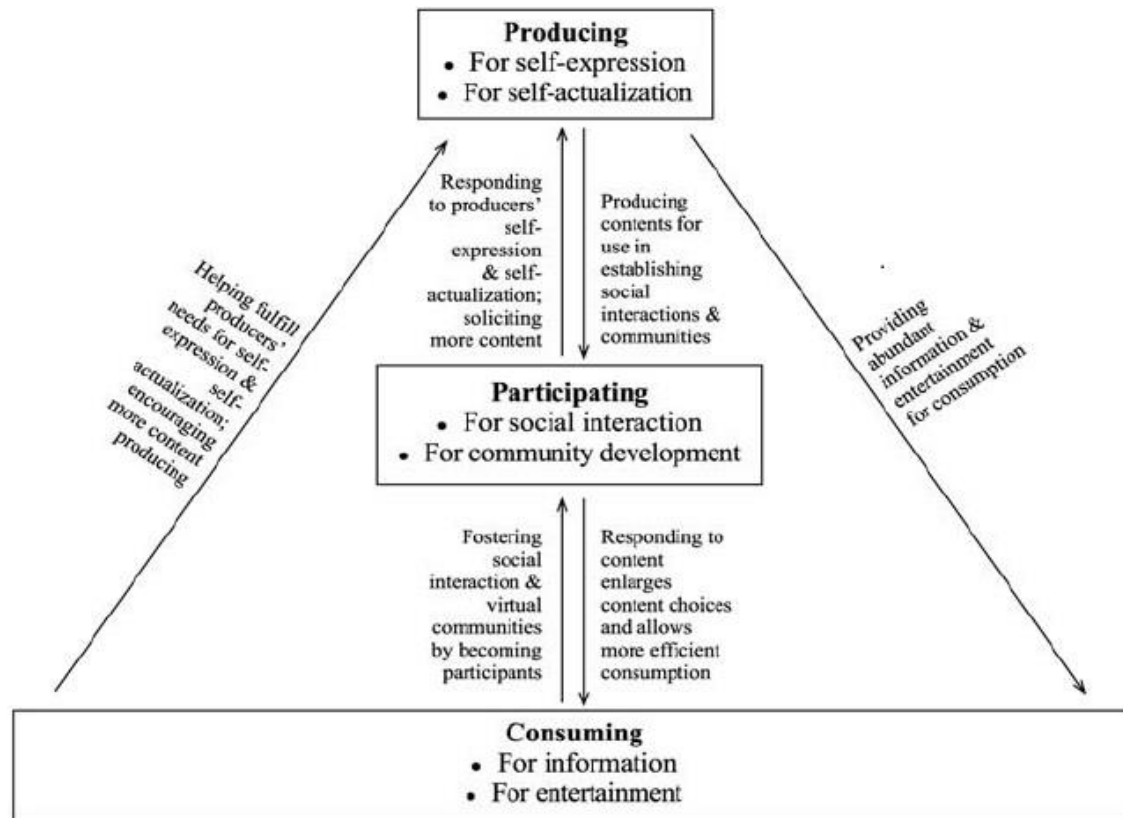 Producing
• For self-expression
• For self-actualization
Responding
to producers'
self-
expression
& self-
actualization;
soliciting
more content
Producing
contents for
use in
establishing
social
interactions &
communities
Helping fulfill
producers'
needs for self-
expression &
self-
actualization;
encouraging
more content
producing
Providing
abundant
information &
entertainment
for consumption
Participating
• For social interaction
• For community development
Fostering
social
interaction &
virtual
communities
by becoming
participants
Responding to
content
enlarges
content choices
and allows
more efficient
consumption
Consuming
• For information
• For entertainment